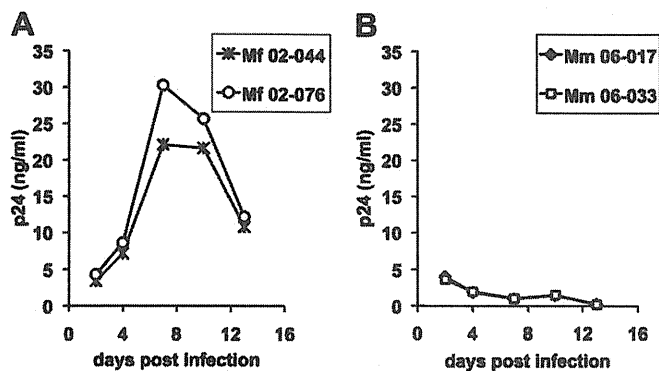 A
35
30
25
20
15
10
5
0
p24 (ng/ml)
0 4 8 12 16
days post infection
Mf 02-044
Mf 02-076
B
35
30
25
20
15
10
5
0
p24 (ng/ml)
0 4 8 12 16
days post infection
Mm 06-017
Mm 06-033